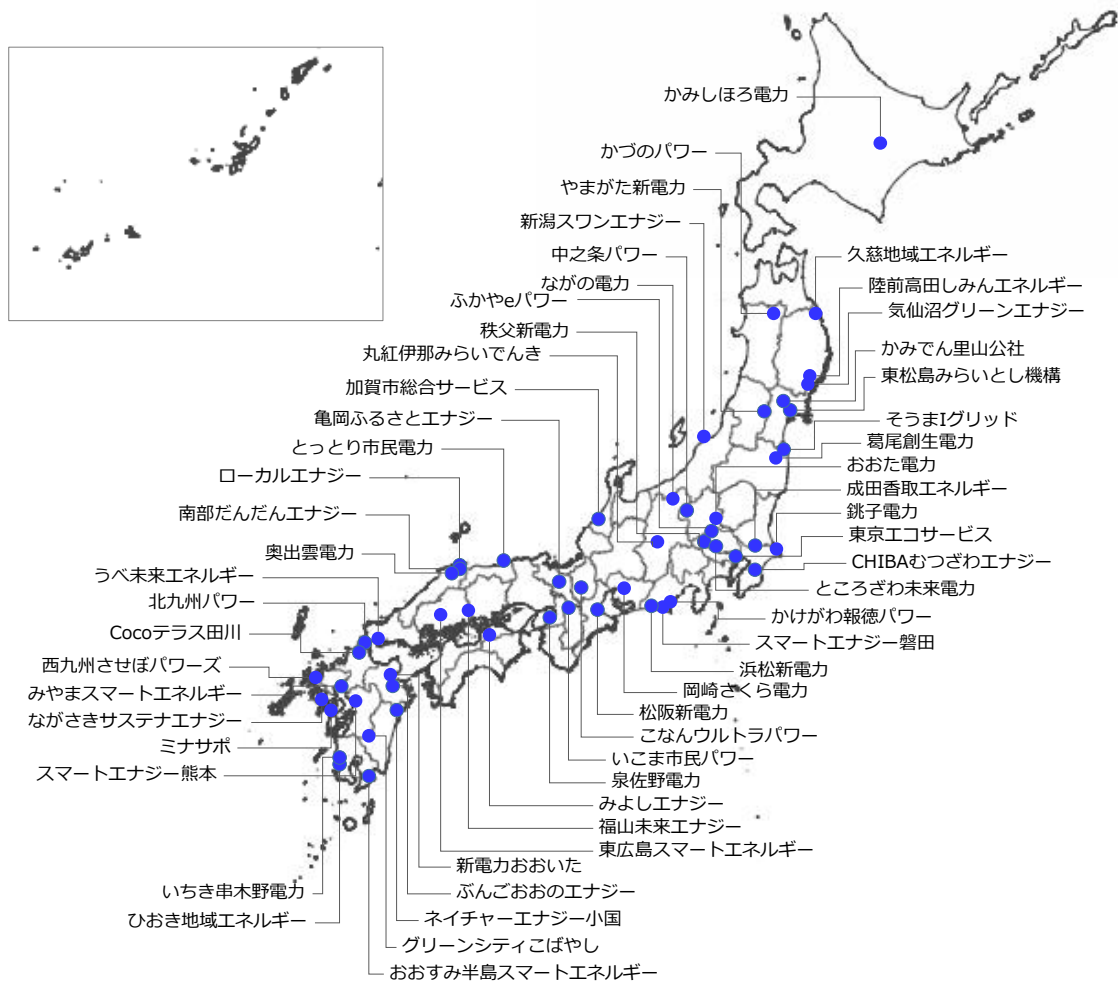 かみしほろ電力
かづのパワー
やまがた新電力
新潟スワンエナジー
中之条パワー
ながの電力
ふかやeパワー
秩父新電力
丸紅伊那みらいでんき
加賀市総合サービス
亀岡ふるさとエナジー
とっとり市民電力
ローカルエナジー
南部だんだんエナジー
奥出雲電力
うべ未来エネルギー
北九州パワー
Cocoテラス田川
西九州させぼパワーズ
みやまスマートエネルギー
ながさきサステナエナジー
ミナサポ
スマートエナジー熊本
いちき串木野電力
ひおき地域エネルギー
久慈地域エネルギー
陸前高田しみんエネルギー
気仙沼グリーンエナジー
かみでん里山公社
東松島みらいとし機構
そうまIグリッド
葛尾創生電力
おおた電力
成田香取エネルギー
銚子電力
東京エコサービス
CHIBAむつざわエナジー
ところざわ未来電力
かけがわ報徳パワー
スマートエナジー磐田
浜松新電力
岡崎さくら電力
松阪新電力
こなんウルトラパワー
いこま市民パワー
泉佐野電力
みよしエナジー
福山未来エナジー
東広島スマートエネルギー
新電力おおいた
ぶんごおおのエナジー
ネイチャーエナジー小国
グリーンシティこばやし
おおすみ半島スマートエネルギー